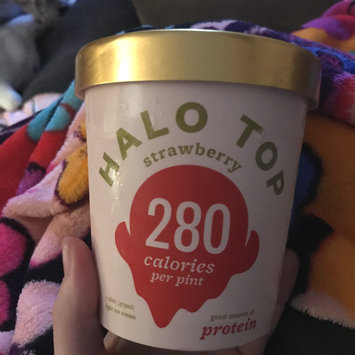 HALO TOP
strawberry
280
calories
per pint
good source of
protein